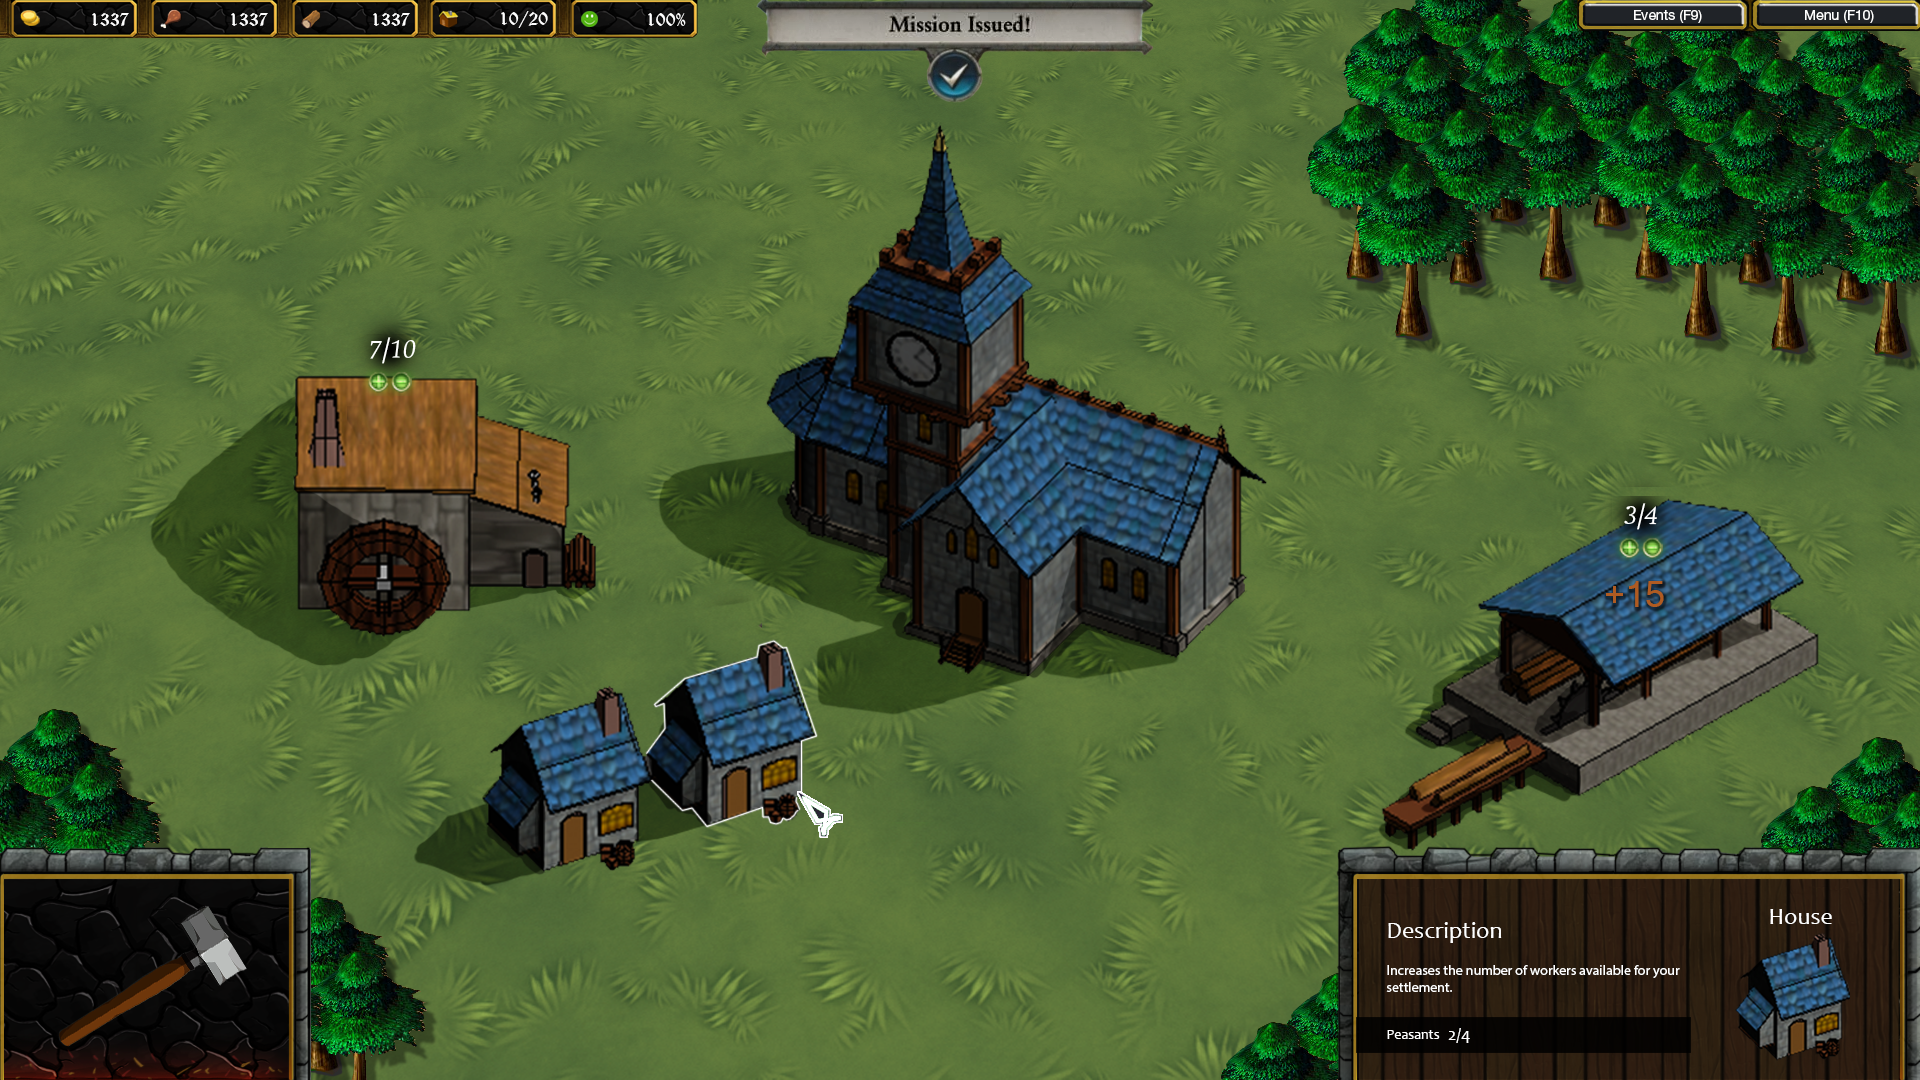 1337
1337
1337
10/20
100%
Mission Issued!
Events (F9)
Menu (F10)
7/10
3/4
+15
House
Description
Increases the number of workers available for your
settlement.
Peasants 2/4